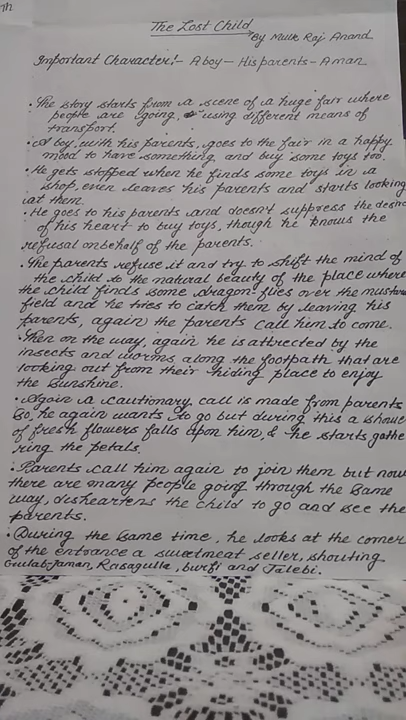 The Lost Child
By Mulk Raj Anand
Important Character:- A boy - His parents - A man
• The story starts from a scene of a huge fair where
people are going, using different means of
transport.
• A boy, with his parents, goes to the fair in a happy
mood to have something, and buy some toys too.
• He gets stopped when he finds some toys in a
shop, even leaves his parents and starts looking
at them.
• He goes to his parents and doesn't suppress the desire
of his heart to buy toys, though he knows the
refusal on behalf of the parents.
• The parents refuse it and try to shift the mind of
the child to the natural beauty of the place where
the child finds some dragon flies over the mustard
field and he tries to catch them by leaving his
parents, again the parents call him to come.
• Then on the way, again he is attrected by the
insects and worms, along the footpath that are
looking out from their hiding place to enjoy
the Sunshine.
• Again a cautionary, call is made from parents
So, he again wants to go but during this a shower
of fresh flowers falls upon him, & he starts gathe
ring the petals.
• Parents call him again to join them but now
there are many people going through the Same
way, disheartens the child to go and see the
parents.
• During the Same time, he looks at the corner
of the entrance a sweetmeat seller, shouting
Gulab-Jaman, Rasagulla, burfi and Jalebi.